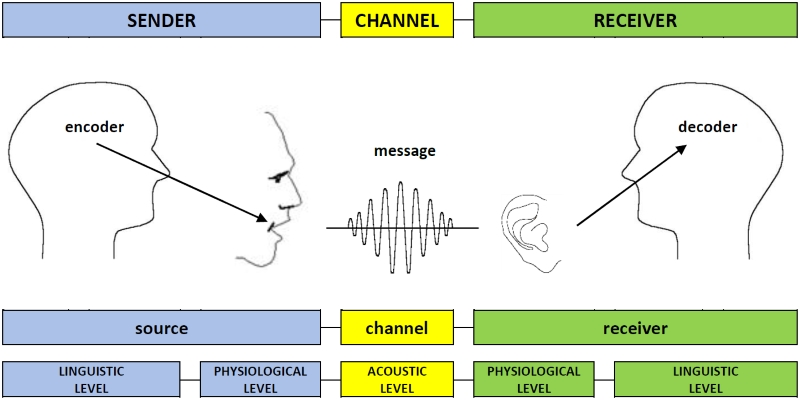 SENDER
CHANNEL
RECEIVER
encoder
decoder
message
source
channel
receiver
LINGUISTIC
LEVEL
PHYSIOLOGICAL
LEVEL
ACOUSTIC
LEVEL
PHYSIOLOGICAL
LEVEL
LINGUISTIC
LEVEL